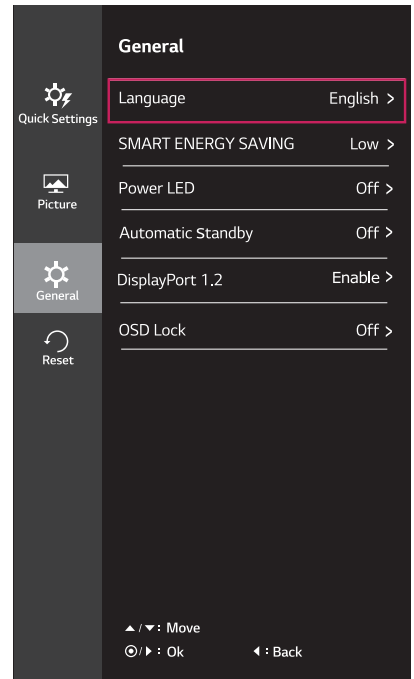 General
Quick Settings
Picture
General
Reset
Language English >
SMART ENERGY SAVING Low >
Power LED Off >
Automatic Standby Off >
DisplayPort 1.2 Enable >
OSD Lock Off >
▲/▼: Move
⦿/▶ : Ok ◀ : Back